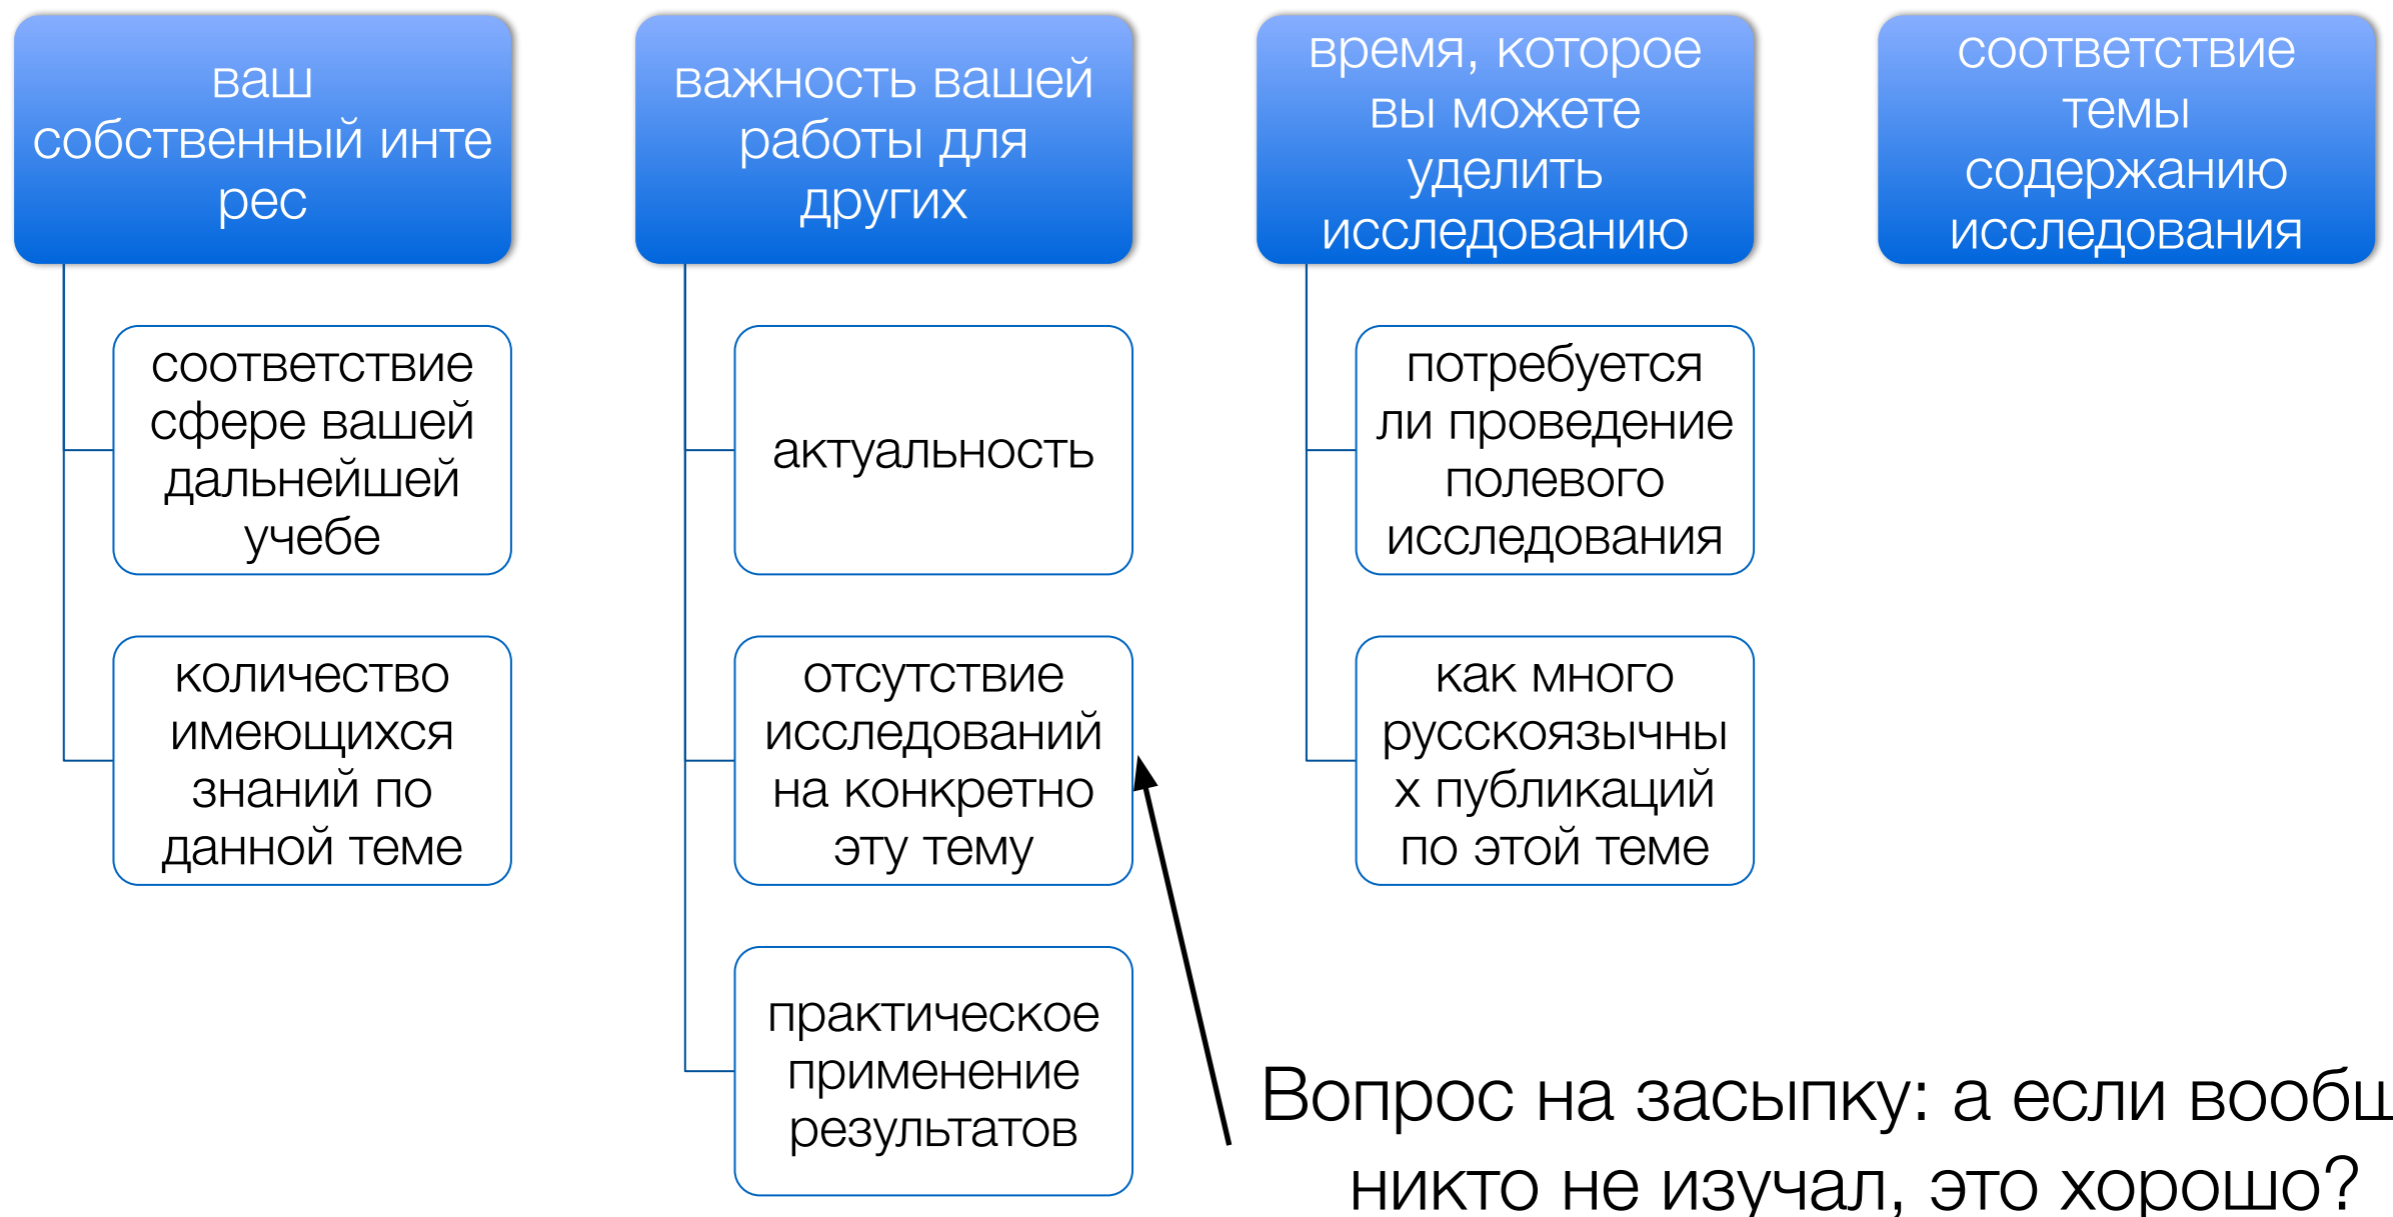 ваш
собственный инте
рес
соответствие
сфере вашей
дальнейшей
учебе
количество
имеющихся
знаний по
данной теме
важность вашей
работы для
других
актуальность
отсутствие
исследований
на конкретно
эту тему
практическое
применение
результатов
время, которое
вы можете
уделить
исследованию
потребуется
ли проведение
полевого
исследования
как много
русскоязычны
х публикаций
по этой теме
соответствие
темы
содержанию
исследования
Вопрос на засыпку: а если
никто не изучал, это хорошо?